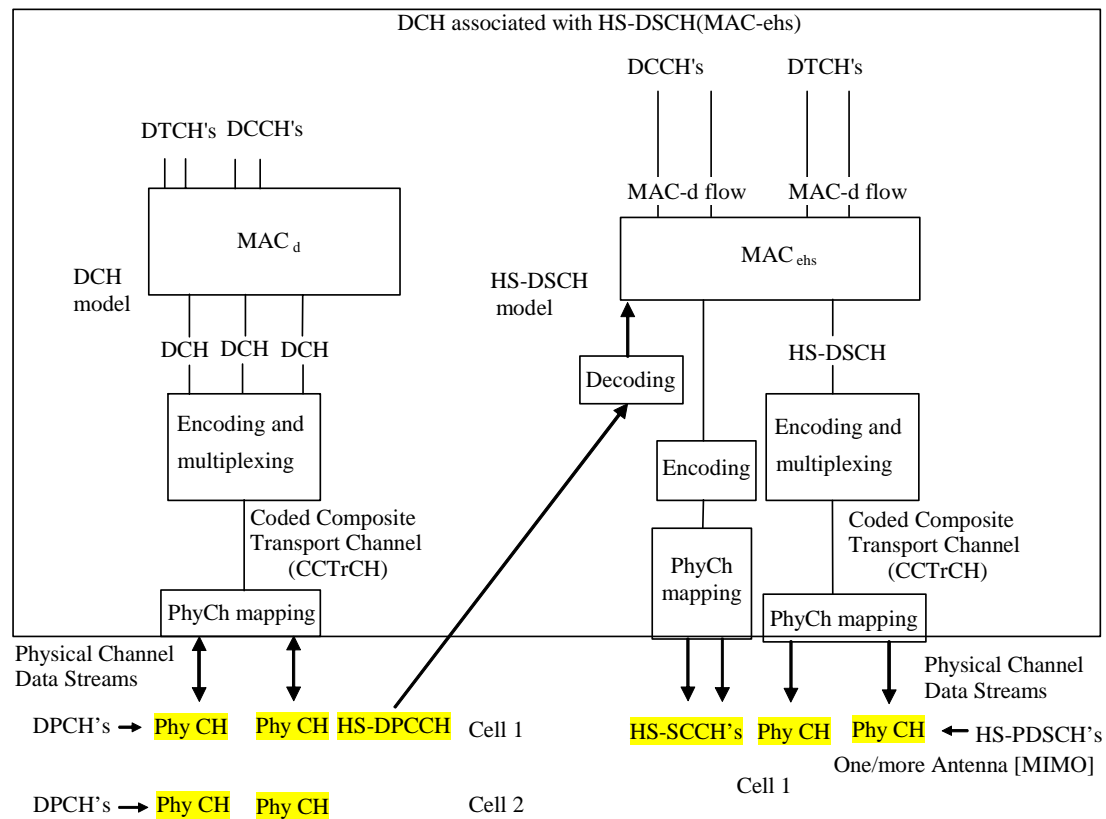 DCH associated with HS-DSCH(MAC-ehs)
DCCH's
DTCH's
DTCH's
DCCH's
MAC-d flow
MAC-d flow
MAC d
MAC ehs
DCH
model
HS-DSCH
model
DCH
DCH
DCH
HS-DSCH
Decoding
Encoding and
multiplexing
Encoding
Encoding and
multiplexing
Coded Composite
Transport Channel
(CCTrCH)
Coded Composite
Transport Channel
(CCTrCH)
PhyCh
mapping
PhyCh mapping
PhyCh mapping
Physical Channel
Data Streams
Physical Channel
Data Streams
DPCH’s
Phy CH
Phy CH
HS-DPCCH
Cell 1
HS-SCCH’s
Phy CH
Phy CH
HS-PDSCH’s
One/more Antenna [MIMO]
Cell 1
DPCH’s
Phy CH
Phy CH
Cell 2